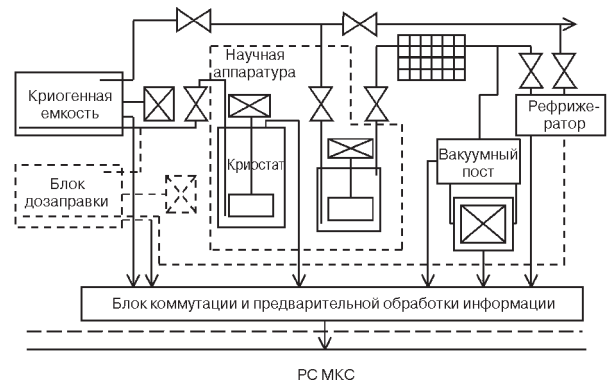 Научная
аппаратура
Криогенная
емкость
Рефриже-
ратор
Криостат
Вакуумный
пост
Блок
дозаправки
Блок коммутации и предварительной обработки информации
РС МКС